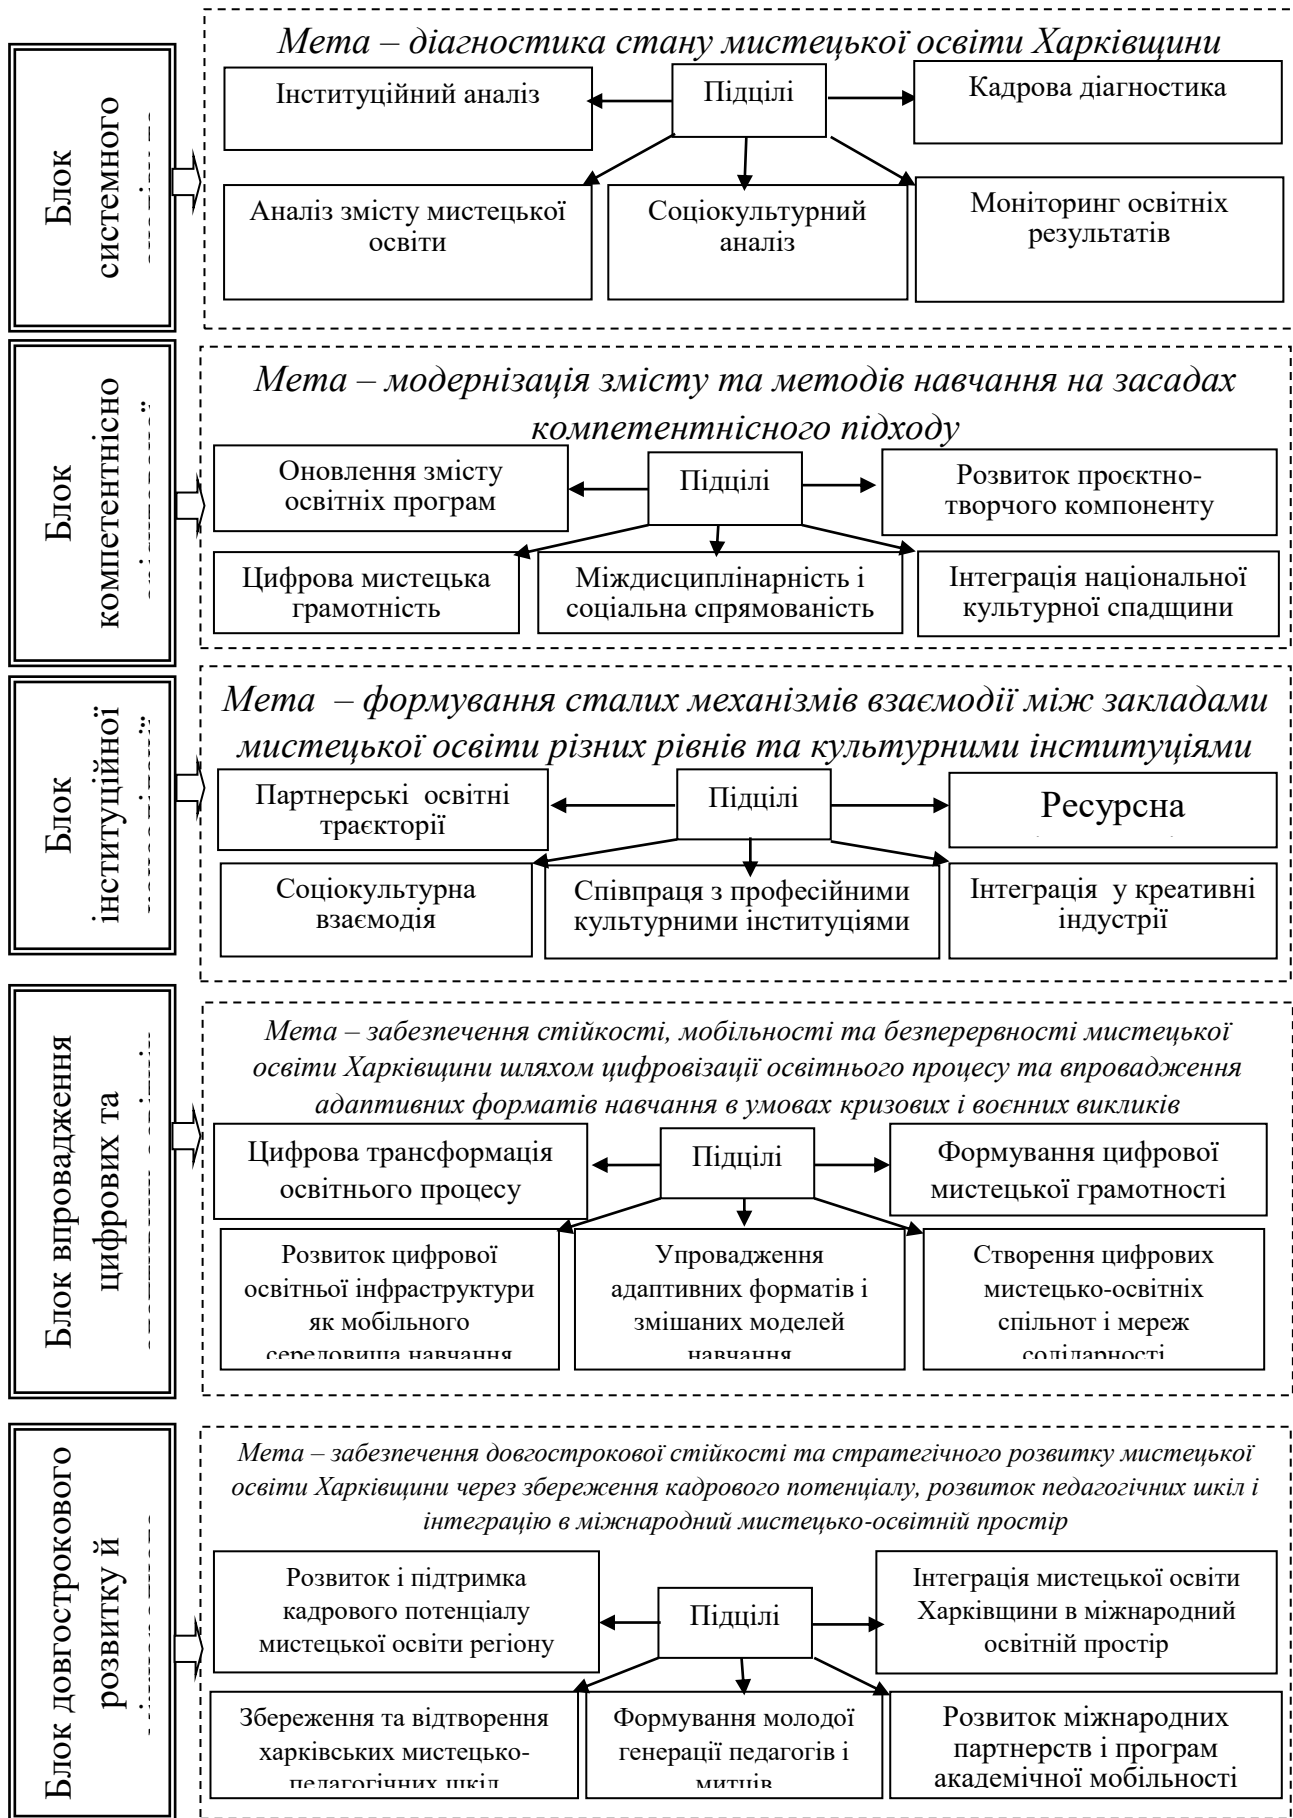 Блок
системного
Мета – діагностика стану мистецької освіти Харківщини
Інституційний аналіз
Підцілі
Кадрова діагностика
Аналіз змісту мистецької
освіти
Соціокультурний
аналіз
Моніторинг освітніх
результатів
Блок
компетентнісно
Мета – модернізація змісту та методів навчання на засадах
компетентнісного підходу
Оновлення змісту
освітніх програм
Підцілі
Розвиток проєктно-
творчого компоненту
Цифрова мистецька
грамотність
Міждисциплінарність і
соціальна спрямованість
Інтеграція національної
культурної спадщини
Блок
інституційної
Мета – формування сталих механізмів взаємодії між закладами
мистецької освіти різних рівнів та культурними інституціями
Партнерські освітні
траєкторії
Підцілі
Ресурсна
Соціокультурна
взаємодія
Співпраця з професійними
культурними інституціями
Інтеграція у креативні
індустрії
Блок впровадження
цифрових та
Мета – забезпечення стійкості, мобільності та безперервності мистецької
освіти Харківщини шляхом цифровізації освітнього процесу та впровадження
адаптивних форматів навчання в умовах кризових і воєнних викликів
Цифрова трансформація
освітнього процесу
Підцілі
Формування цифрової
мистецької грамотності
Розвиток цифрової
освітньої інфраструктури
як мобільного
середовища навчання
Упровадження
адаптивних форматів і
змішаних моделей
навчання
Створення цифрових
мистецько-освітніх
спільнот і мереж
солідарності
Блок довгострокового
розвитку й
Мета – забезпечення довгострокової стійкості та стратегічного розвитку мистецької
освіти Харківщини через збереження кадрового потенціалу, розвиток педагогічних шкіл і
інтеграцію в міжнародний мистецько-освітній простір
Розвиток і підтримка
кадрового потенціалу
мистецької освіти регіону
Підцілі
Інтеграція мистецької освіти
Харківщини в міжнародний
освітній простір
Збереження та відтворення
харківських мистецько-
педагогічних шкіл
Формування молодої
генерації педагогів і
митців
Розвиток міжнародних
партнерств і програм
академічної мобільності